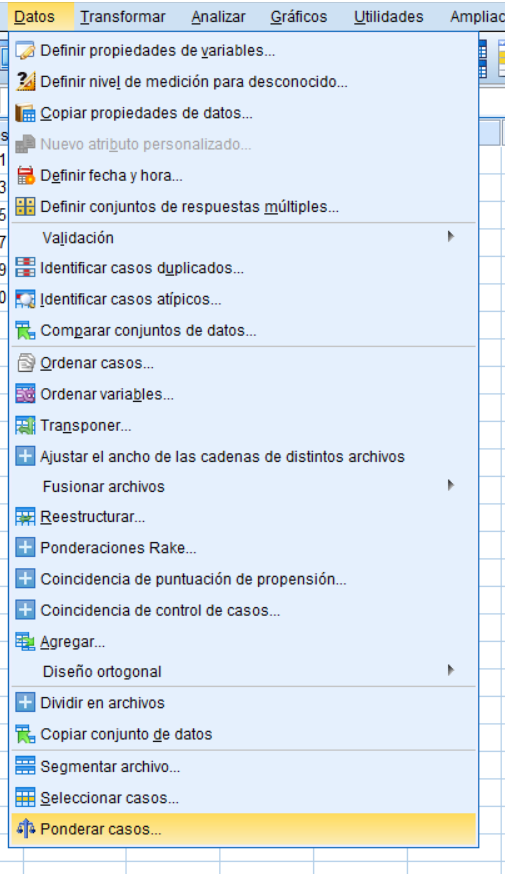 Datos Transformar Analizar Gráficos Utilidades Ampliac
Definir propiedades de variables...
Definir nivel de medición para desconocido...
Copiar propiedades de datos...
Nuevo atributo personalizado...
Definir fecha y hora...
Definir conjuntos de respuestas múltiples...
Validación
Identificar casos duplicados...
Identificar casos atípicos...
Comparar conjuntos de datos...
Ordenar casos...
Ordenar variables...
Transponer...
Ajustar el ancho de las cadenas de distintos archivos
Fusionar archivos
Reestructurar...
Ponderaciones Rake...
Coincidencia de puntuación de propensión...
Coincidencia de control de casos...
Agregar...
Diseño ortogonal
Dividir en archivos
Copiar conjunto de datos
Segmentar archivo...
Seleccionar casos...
Ponderar casos...